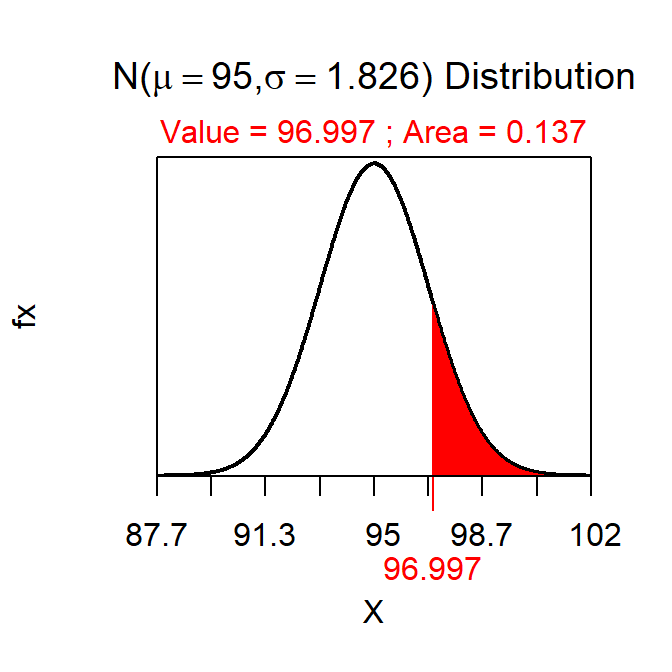 N(μ = 95,σ = 1.826) Distribution
Value = 96.997 ; Area = 0.137
fx
87.7 91.3 95 98.7 102
96.997
X